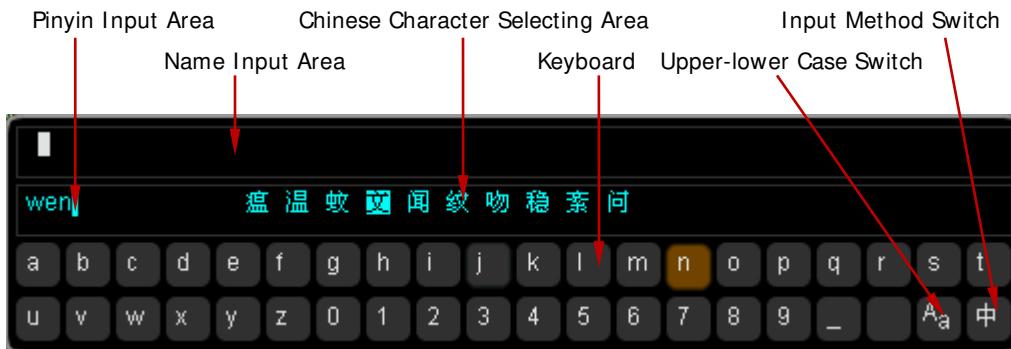 Pinyin Input Area Chinese Character Selecting Area Input Method Switch
Name Input Area Keyboard Upper-lower Case Switch
wen 瘟 温 蚊 文 闻 纹 吻 稳 紊 问
a b c d e f g h i j k l m n o p q r s t
u v w x y z 0 1 2 3 4 5 6 7 8 9 _ Aa 中